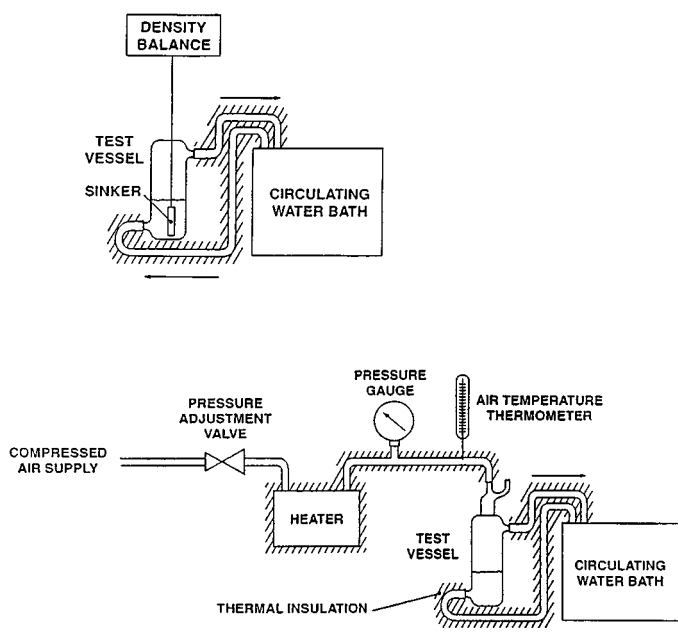 DENSITY
BALANCE
TEST
VESSEL
SINKER
CIRCULATING
WATER BATH
PRESSURE
GAUGE
AIR TEMPERATURE
THERMOMETER
PRESSURE
ADJUSTMENT
VALVE
COMPRESSED
AIR SUPPLY
HEATER
TEST
VESSEL
CIRCULATING
WATER BATH
THERMAL INSULATION